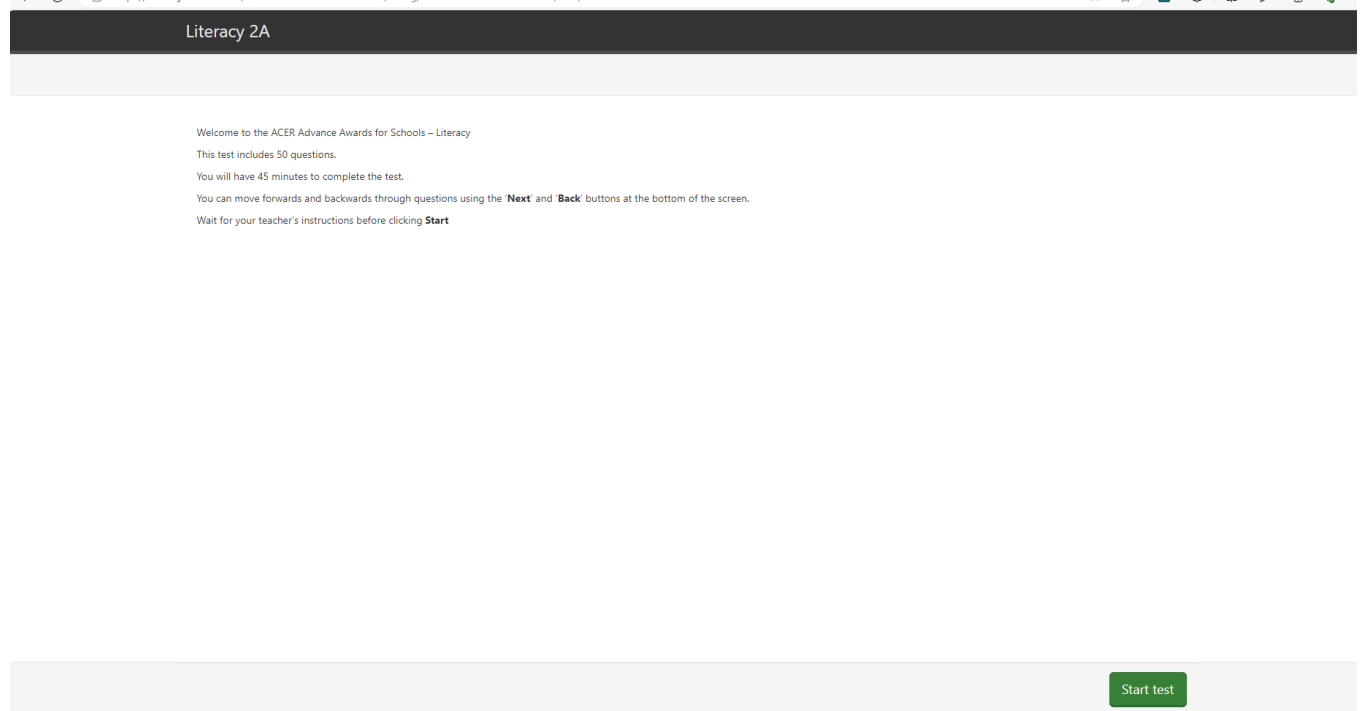 Literacy 2A
Welcome to the ACER Advance Awards for Schools – Literacy
This test includes 50 questions.
You will have 45 minutes to complete the test.
You can move forwards and backwards through questions using the 'Next' and 'Back' buttons at the bottom of the screen.
Wait for your teacher's instructions before clicking Start
Start test